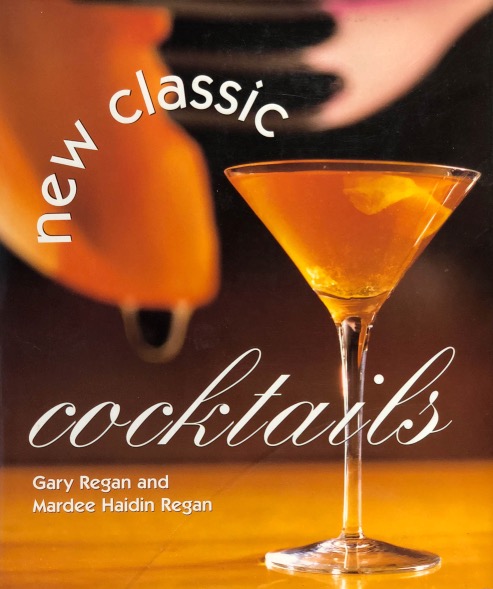 new classic
cocktails
Gary Regan and
Mardee Haidin Regan